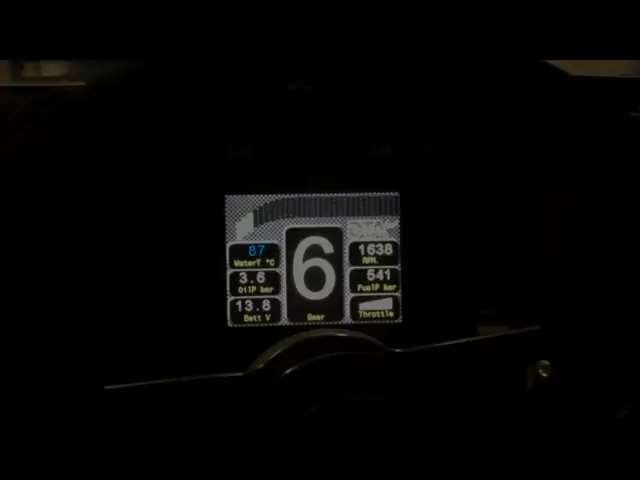 87
WaterT °C
3.6
OilP bar
13.8
Batt V
6
Gear
1638
RPM.
541
FuelP bar
Throttle